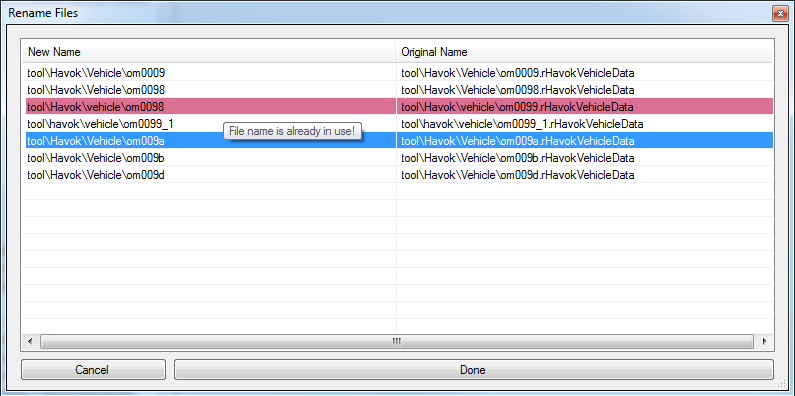 Rename Files
New Name Original Name
tool\Havok\Vehicle\om0009 tool\Havok\Vehicle\om0009.rHavokVehicleData
tool\Havok\Vehicle\om0098 tool\Havok\Vehicle\om0098.rHavokVehicleData
tool\Havok\vehicle\om0098 tool\Havok\vehicle\om0099.rHavokVehicleData
tool\havok\vehicle\om0099_1 tool\havok\vehicle\om0099_1.rHavokVehicleData
File name is already in use!
tool\Havok\Vehicle\om009a tool\Havok\Vehicle\om009a.rHavokVehicleData
tool\Havok\Vehicle\om009b tool\Havok\Vehicle\om009b.rHavokVehicleData
tool\Havok\Vehicle\om009d tool\Havok\Vehicle\om009d.rHavokVehicleData
Cancel Done